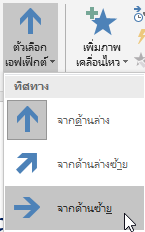 ตัวเลือก
เอฟเฟ็กต์
เพิ่มภาพ
เคลื่อนไหว
ทิศทาง
จากด้านล่าง
จากด้านล่างซ้าย
จากด้านซ้าย